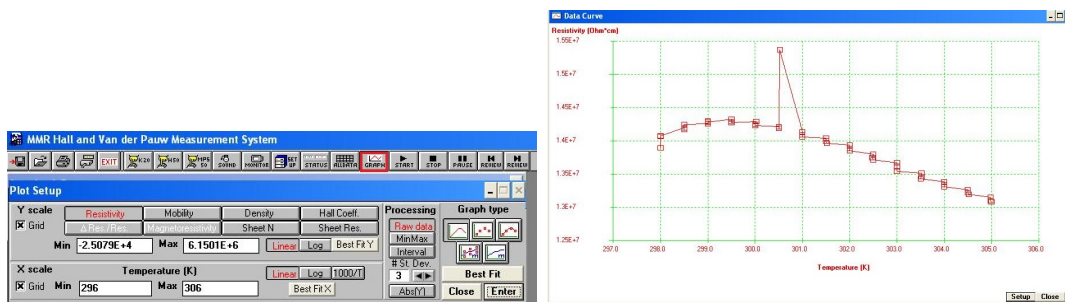 MMR Hall and Van der Pauw Measurement System
EXIT K20 H50 MPS 50 SOUND MONITOR SET UP STATUS ALLDATA GRAPH START STOP PAUSE REVIEW REVIEW
Plot Setup
Y scale Resistivity Mobility Density Hall Coeff.
Grid Δ Res./Res. Magnetoresistivity Sheet N Sheet Res.
Min -2.5079E+4 Max 6.1501E+6 Linear Log Best Fit Y
X scale Temperature (K) Linear Log 1000/T
Grid Min 296 Max 306 Best Fit X
Processing
Raw data
MinMax
Interval
# St. Dev.
3
Abs(Y)
Graph type
Best Fit
Close Enter
Data Curve
Resistivity (Ohm*cm)
1.55E+7
1.5E+7
1.45E+7
1.4E+7
1.35E+7
1.3E+7
1.25E+7
297.0 298.0 299.0 300.0 301.0 302.0 303.0 304.0 305.0 306.0
Temperature (K)
Setup Close